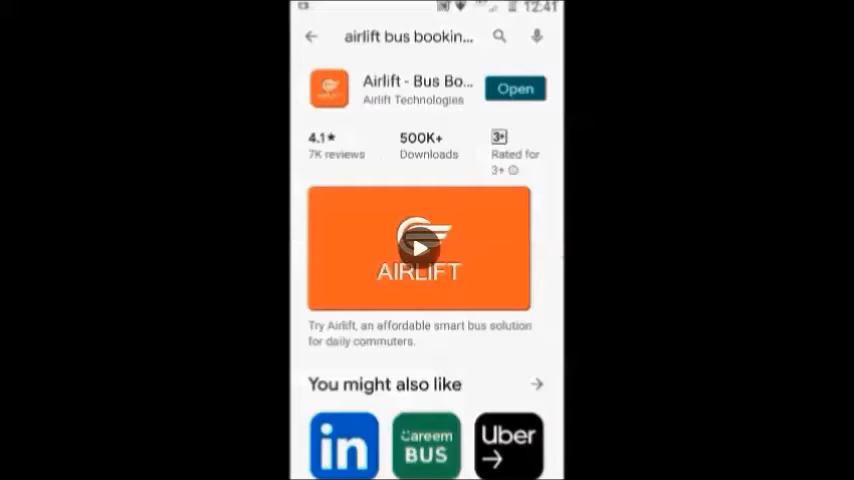 12:41
airlift bus bookin...
Airlift - Bus Bo...
Airlift Technologies
Open
4.1★
7K reviews
500K+
Downloads
3+
Rated for
3+
AIRLIFT
Try Airlift, an affordable smart bus solution
for daily commuters.
You might also like
in
Careem
BUS
Uber